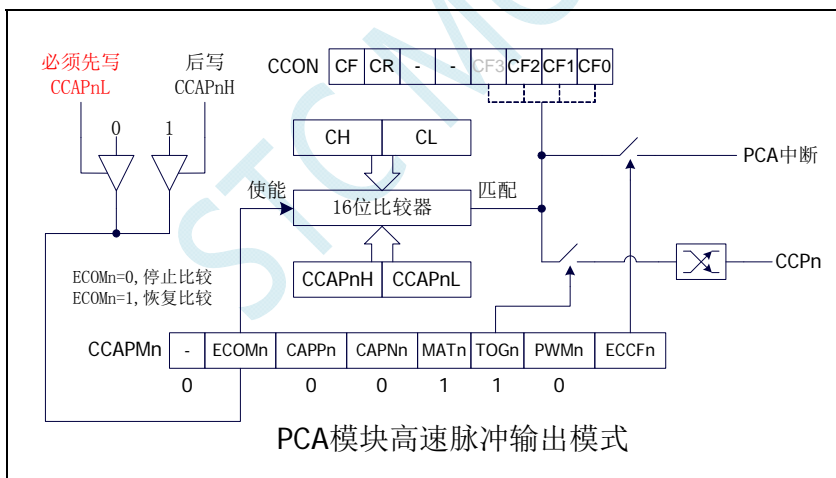 必须先写
CCAPnL
后写
CCAPnH
CCON CF CR - - CF3 CF2 CF1 CF0
0 1
CH CL
PCA中断
使能 16位比较器 匹配
CCPn
CCAPnH CCAPnL
ECOMn=0,停止比较
ECOMn=1,恢复比较
CCAPMn - ECOMn CAPPn CAPNn MATn TOGn PWMn ECCFn
0 0 0 1 1 0
PCA模块高速脉冲输出模式
STC MC